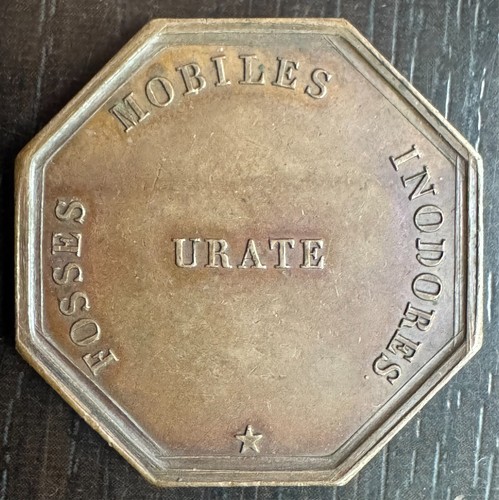 FOSSES MOBILES INODORES
URATE